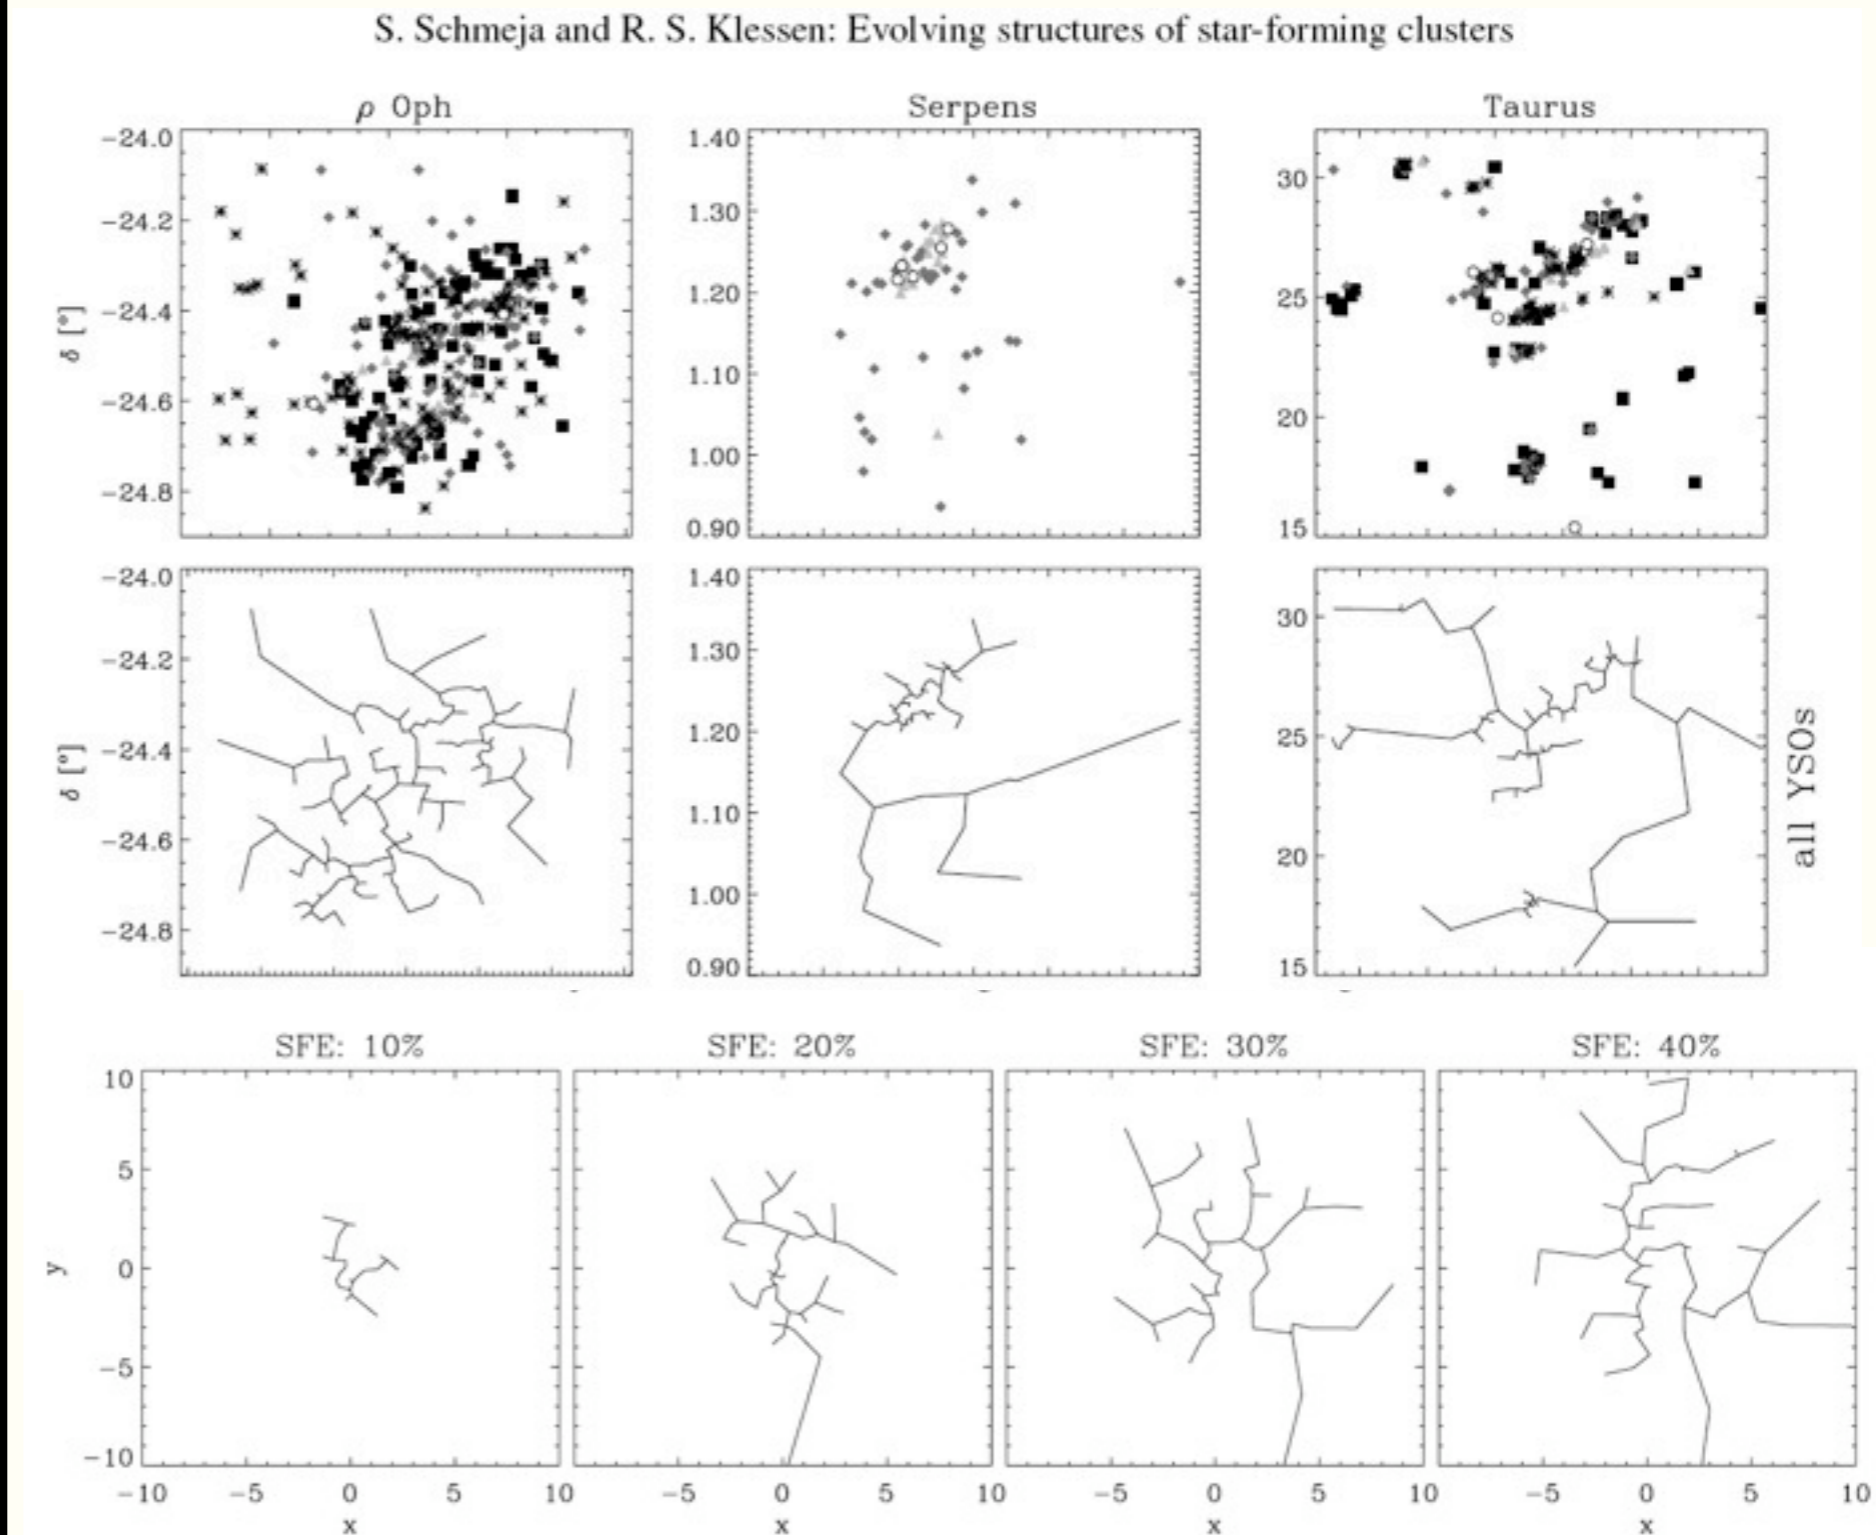 S. Schmeja and R. S. Klessen: Evolving structures of star-forming clusters
ρ Oph
Serpens
Taurus
δ [°]
−24.0
−24.2
−24.4
−24.6
−24.8
1.40
1.30
1.20
1.10
1.00
0.90
30
25
20
15
δ [°]
−24.0
−24.2
−24.4
−24.6
−24.8
1.40
1.30
1.20
1.10
1.00
0.90
30
25
20
15
all YSOs
SFE: 10%
SFE: 20%
SFE: 30%
SFE: 40%
y
10
5
0
−5
−10
−10 −5 0 5 10
−5 0 5 10
−5 0 5 10
−5 0 5 10
x
x
x
x